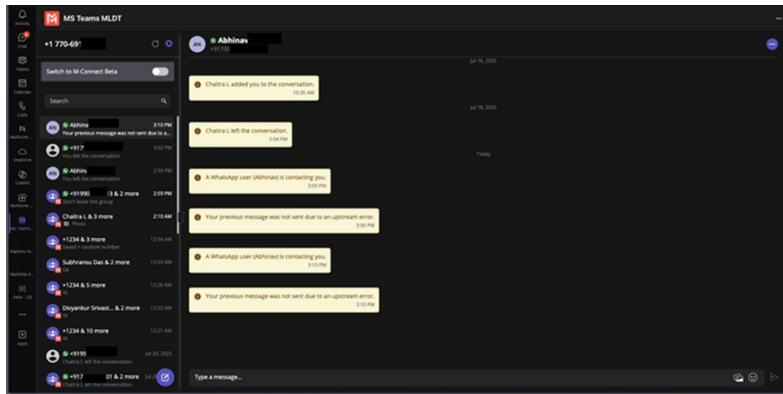 Activity
Chat
Teams
Calendar
Calls
OneDrive
Copilot
Apps
MS Teams MLDT
+1 770-69
Switch to M-Connect Beta
Search
AN
Abhina
3:10 PM
Your previous message was not sent due to a...
+917
3:02 PM
You left the conversation.
AN
Abhin
2:59 PM
You left the conversation.
+91990 3 & 2 more
2:59 PM
Don't leave this group
Chaitra L & 3 more
2:10 AM
Photo
+1234 & 3 more
12:54 AM
Saved + random number
Subhransu Das & 2 more
12:53 AM
Ok
+1234 & 5 more
12:26 AM
Hi
Divyankur Srivast... & 2 more
12:22 AM
Hi
+1234 & 10 more
12:21 AM
Hi
+9199
Jul 20, 2025
Chaitra L left the conversation.
+917 01 & 2 more
Chaitra L left the conversation.
AN
Abhinav
+91735
Jul 16, 2025
Chaitra L added you to the conversation.
10:30 AM
Jul 18, 2025
Chaitra L left the conversation.
5:04 PM
Today
A WhatsApp user (Abhinav) is contacting you.
3:00 PM
Your previous message was not sent due to an upstream error.
3:00 PM
A WhatsApp user (Abhinav) is contacting you.
3:10 PM
Your previous message was not sent due to an upstream error.
3:10 PM
Type a message...